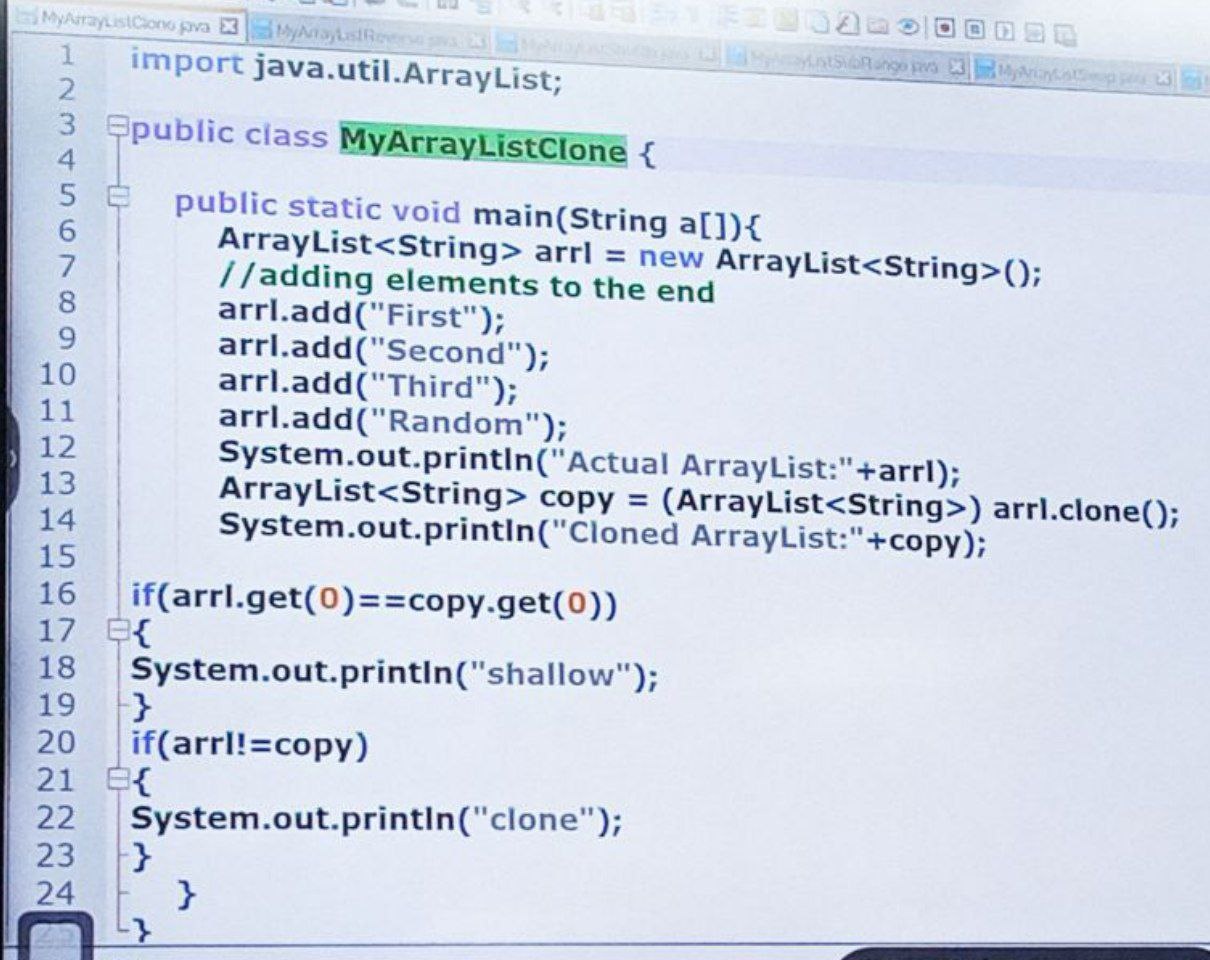 MyArrayListClone.java MyArrayListReverse.java MyArrayListSubRange.java MyArrayListSwap.java
1 import java.util.ArrayList;
2
3 public class MyArrayListClone {
4
5 public static void main(String a[]){
6 ArrayList<String> arrl = new ArrayList<String>();
7 //adding elements to the end
8 arrl.add("First");
9 arrl.add("Second");
10 arrl.add("Third");
11 arrl.add("Random");
12 System.out.println("Actual ArrayList:"+arrl);
13 ArrayList<String> copy = (ArrayList<String>) arrl.clone();
14 System.out.println("Cloned ArrayList:"+copy);
15
16 if(arrl.get(0)==copy.get(0))
17 {
18 System.out.println("shallow");
19 }
20 if(arrl!=copy)
21 {
22 System.out.println("clone");
23 }
24 }
25 }